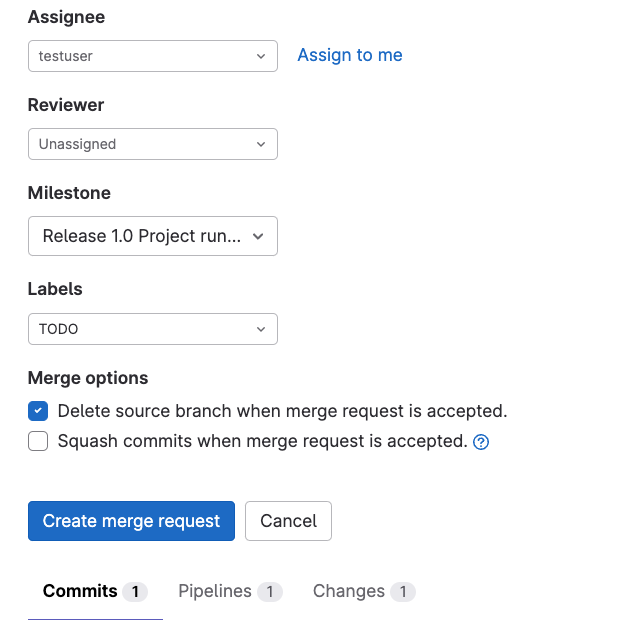 Assignee
testuser
Assign to me
Reviewer
Unassigned
Milestone
Release 1.0 Project run...
Labels
TODO
Merge options
Delete source branch when merge request is accepted.
Squash commits when merge request is accepted. ?
Create merge request
Cancel
Commits 1 Pipelines 1 Changes 1